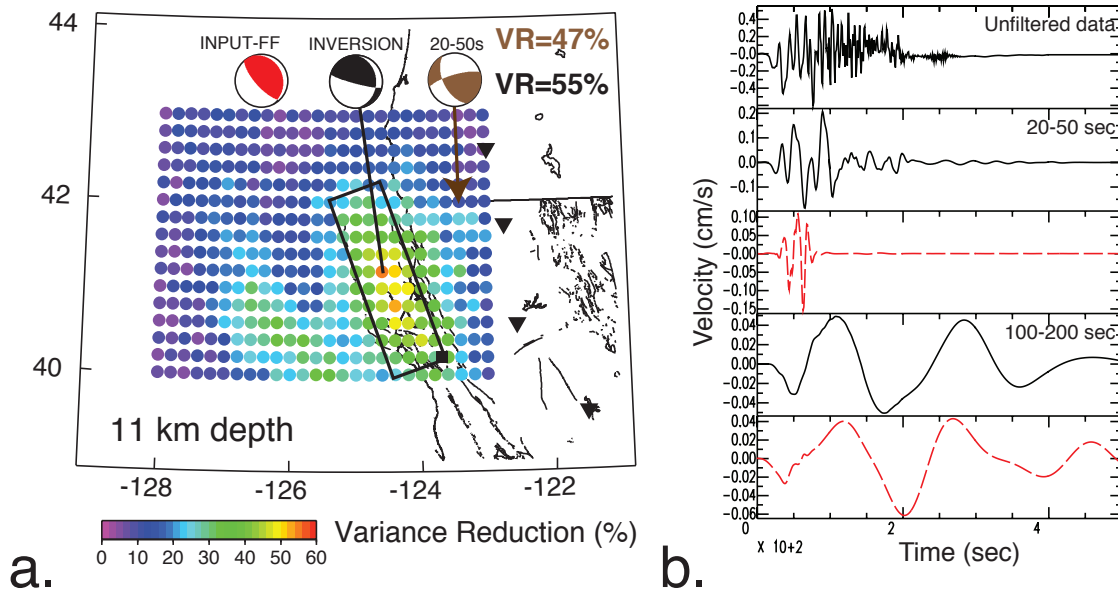 44
42
40
INPUT-FF INVERSION 20-50s
VR=47%
VR=55%
11 km depth
-128 -126 -124 -122
0 10 20 30 40 50 60
Variance Reduction (%)
a.
Unfiltered data
0.4
0.2
-0.0
-0.2
-0.4
20-50 sec
0.2
0.1
0.0
-0.1
0.10
0.05
0.00
-0.05
-0.10
-0.15
100-200 sec
0.04
0.02
0.00
-0.02
-0.04
0.04
0.02
0.00
-0.02
-0.04
-0.06
Velocity (cm/s)
0 2 4
X 10+2
Time (sec)
b.